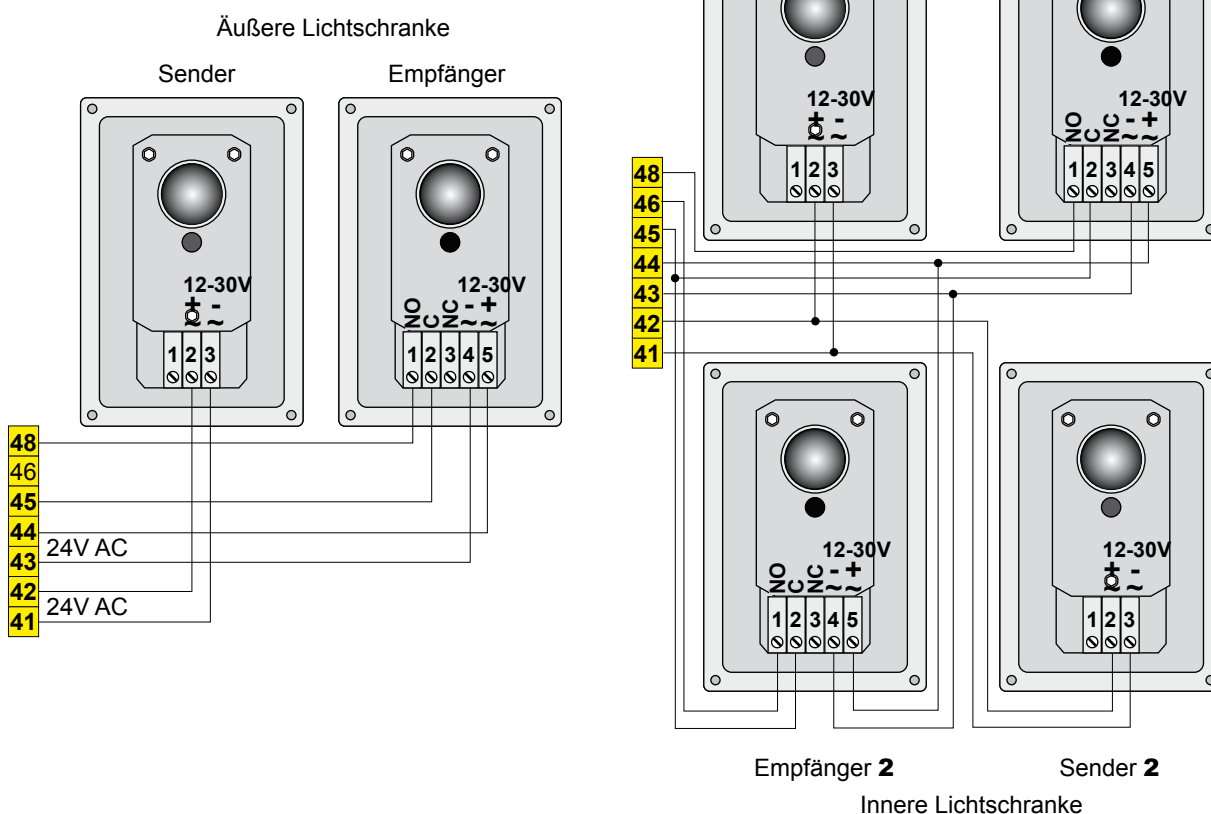 Äußere Lichtschranke
Sender Empfänger
12-30V
+ -
~ ~
1 2 3
12-30V
NO C NC - +
~ ~
1 2 3 4 5
48
46
45
44
24V AC
43
42
24V AC
41
12-30V
+ -
~ ~
1 2 3
12-30V
NO C NC - +
~ ~
1 2 3 4 5
48
46
45
44
43
42
41
12-30V
NO C NC - +
~ ~
1 2 3 4 5
12-30V
+ -
~ ~
1 2 3
Empfänger 2 Sender 2
Innere Lichtschranke